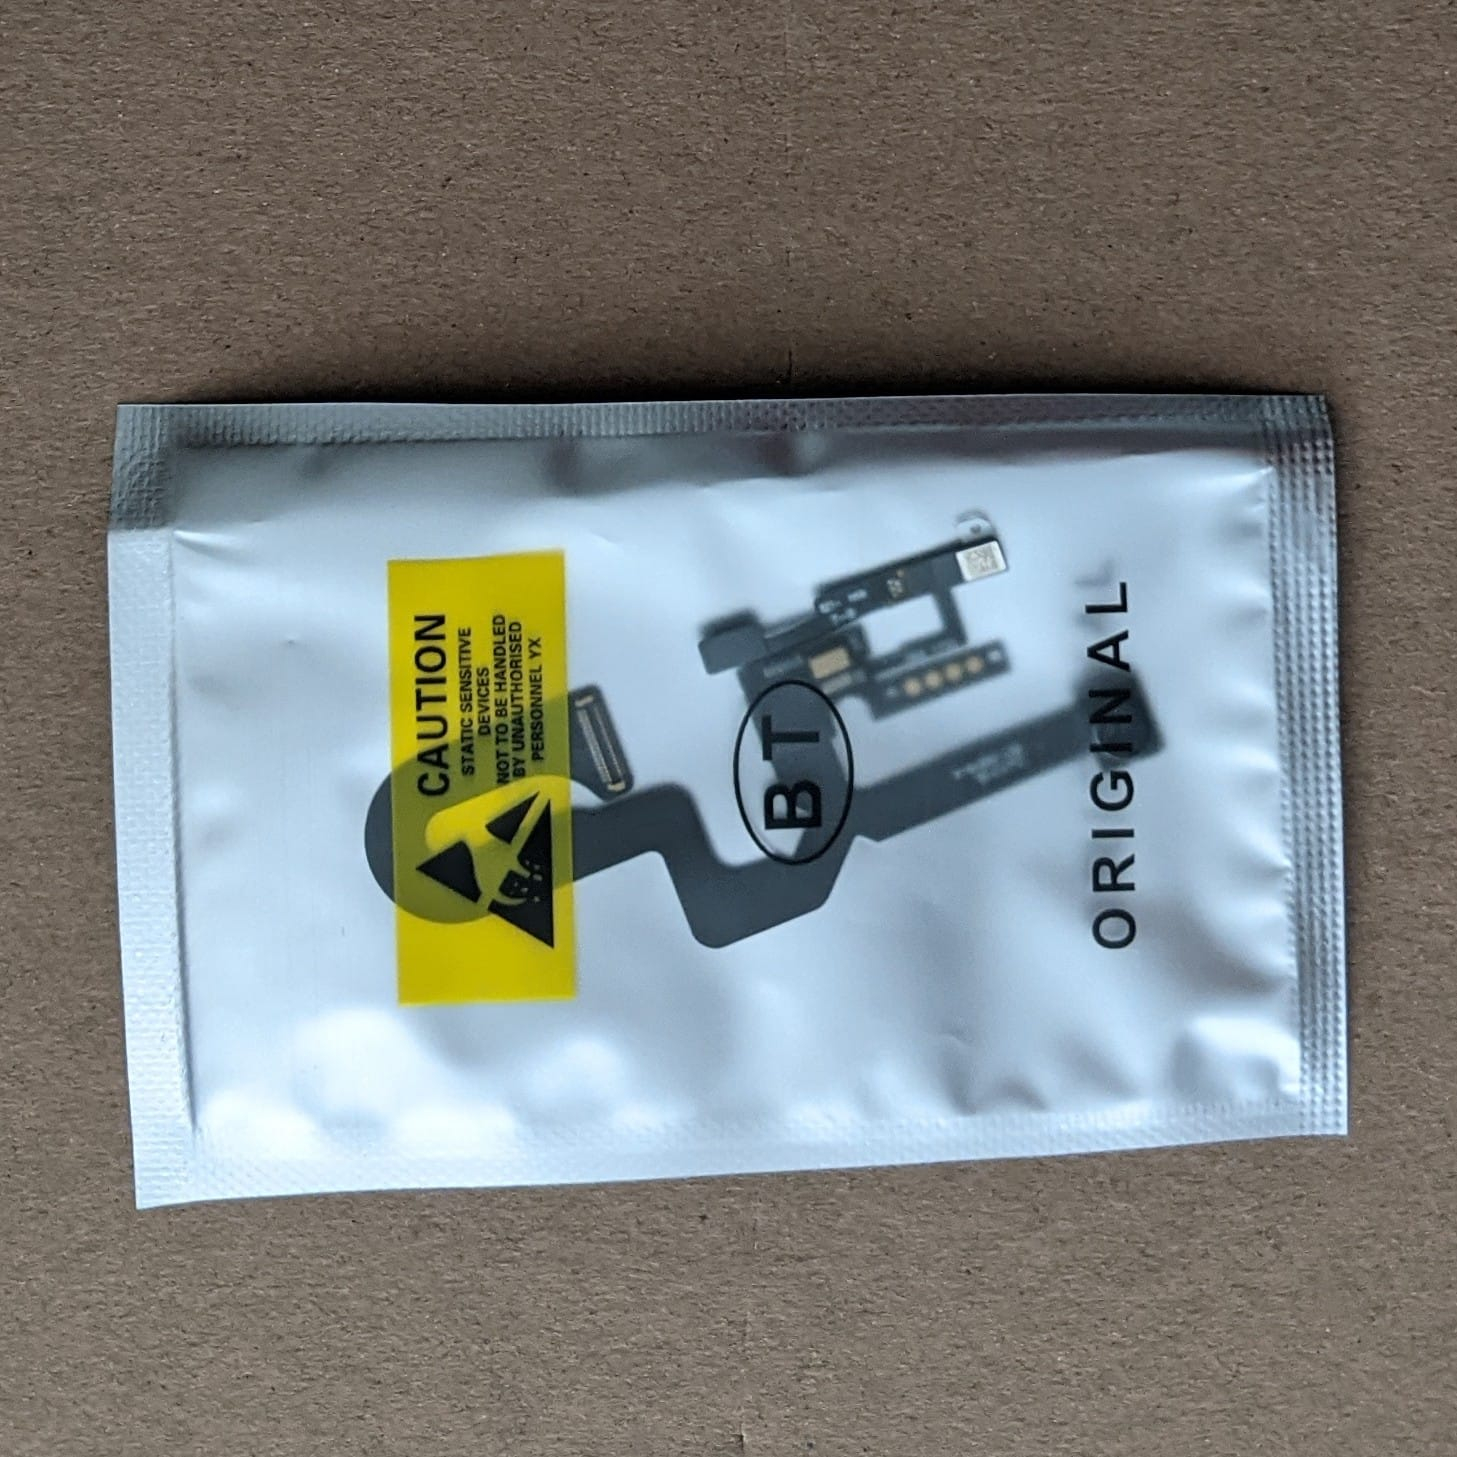 CAUTION
STATIC SENSITIVE
DEVICES
NOT TO BE HANDLED
BY UNAUTHORISED
PERSONNEL YX
BT
ORIGINAL